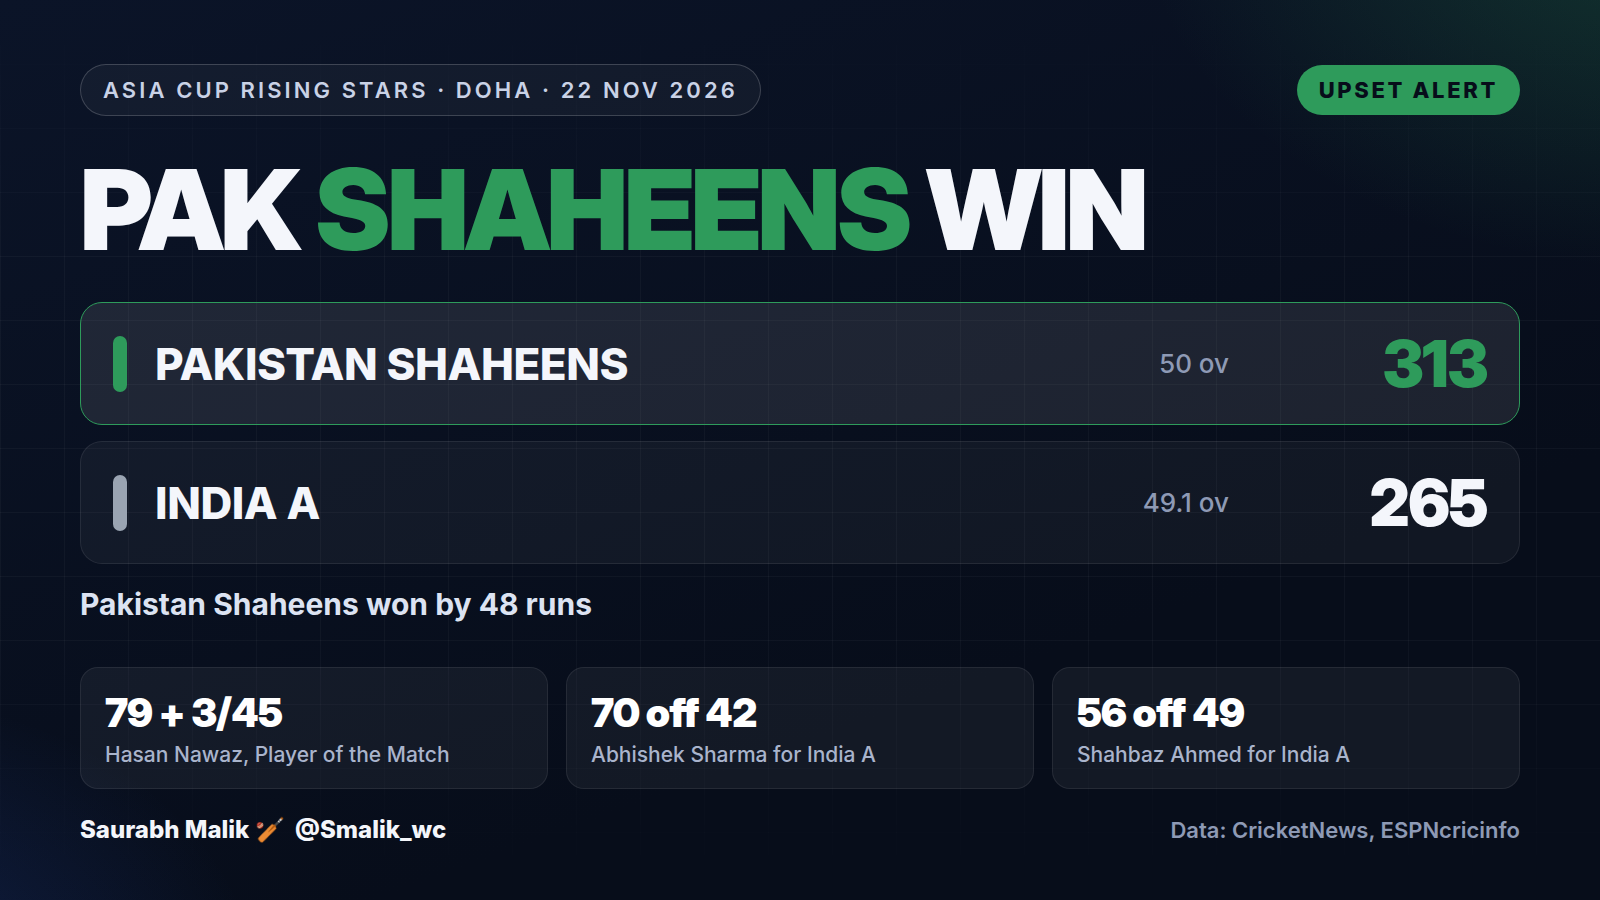 ASIA CUP RISING STARS · DOHA · 22 NOV 2026
UPSET ALERT
PAK SHAHEENS WIN
PAKISTAN SHAHEENS 50 ov 313
INDIA A 49.1 ov 265
Pakistan Shaheens won by 48 runs
79 + 3/45
Hasan Nawaz, Player of the Match
70 off 42
Abhishek Sharma for India A
56 off 49
Shahbaz Ahmed for India A
Saurabh Malik 🏏 @Smalik_wc
Data: CricketNews, ESPNcricinfo